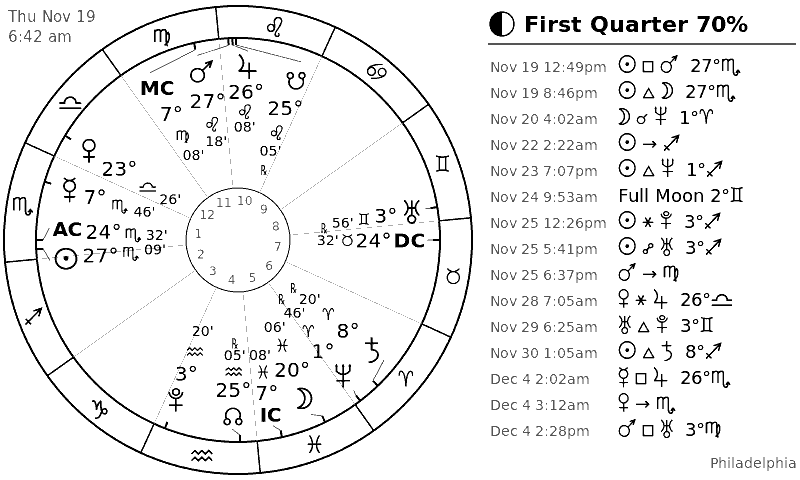 Thu Nov 19
6:42 am
First Quarter 70%
Nov 19 12:49pm ☉ □ ♂ 27°♏
Nov 19 8:46pm ☉ △ ☽ 27°♏
Nov 20 4:02am ☽ ☌ ♆ 1°♈
Nov 22 2:22am ☉ → ♐
Nov 23 7:07pm ☉ △ ♆ 1°♐
Nov 24 9:53am Full Moon 2°♊
Nov 25 12:26pm ☉ ⚹ ♇ 3°♐
Nov 25 5:41pm ☉ ☍ ♅ 3°♐
Nov 25 6:37pm ♂ → ♍
Nov 28 7:05am ♀ ⚹ ♃ 26°♎
Nov 29 6:25am ♅ △ ♇ 3°♊
Nov 30 1:05am ☉ △ ♄ 8°♐
Dec 4 2:02am ☿ □ ♃ 26°♏
Dec 4 3:12am ♀ → ♏
Dec 4 2:28pm ♂ □ ♅ 3°♍
Philadelphia
MC 7° ♍ 08'
♂ 27° ♌ 18'
♃ 26° ♌ 08'
☋ 25° ♌ 05' ℞
♀ 23° ♎ 26'
☿ 7° ♏ 46'
AC 24° ♏ 32'
☉ 27° ♏ 09'
℞ 56' ♊ 3° ♅
32' ♉ 24° DC
♇ 3° ♒ 20'
☊ 25° ♒ 05' ℞
IC 7° ♓ 08'
☽ 20° ♓ 06'
♆ 1° ♈ 46' ℞
♄ 8° ♈ 20' ℞
1
2
3
4
5
6
7
8
9
10
11
12
♌
♋
♊
♉
♈
♓
♒
♑
♐
♏
♎
♍